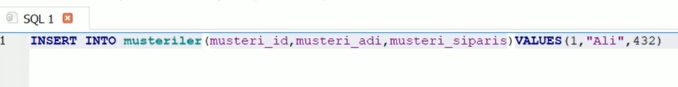 SQL 1
1 INSERT INTO musteriler(musteri_id,musteri_adi,musteri_siparis)VALUES(1,"Ali",432)